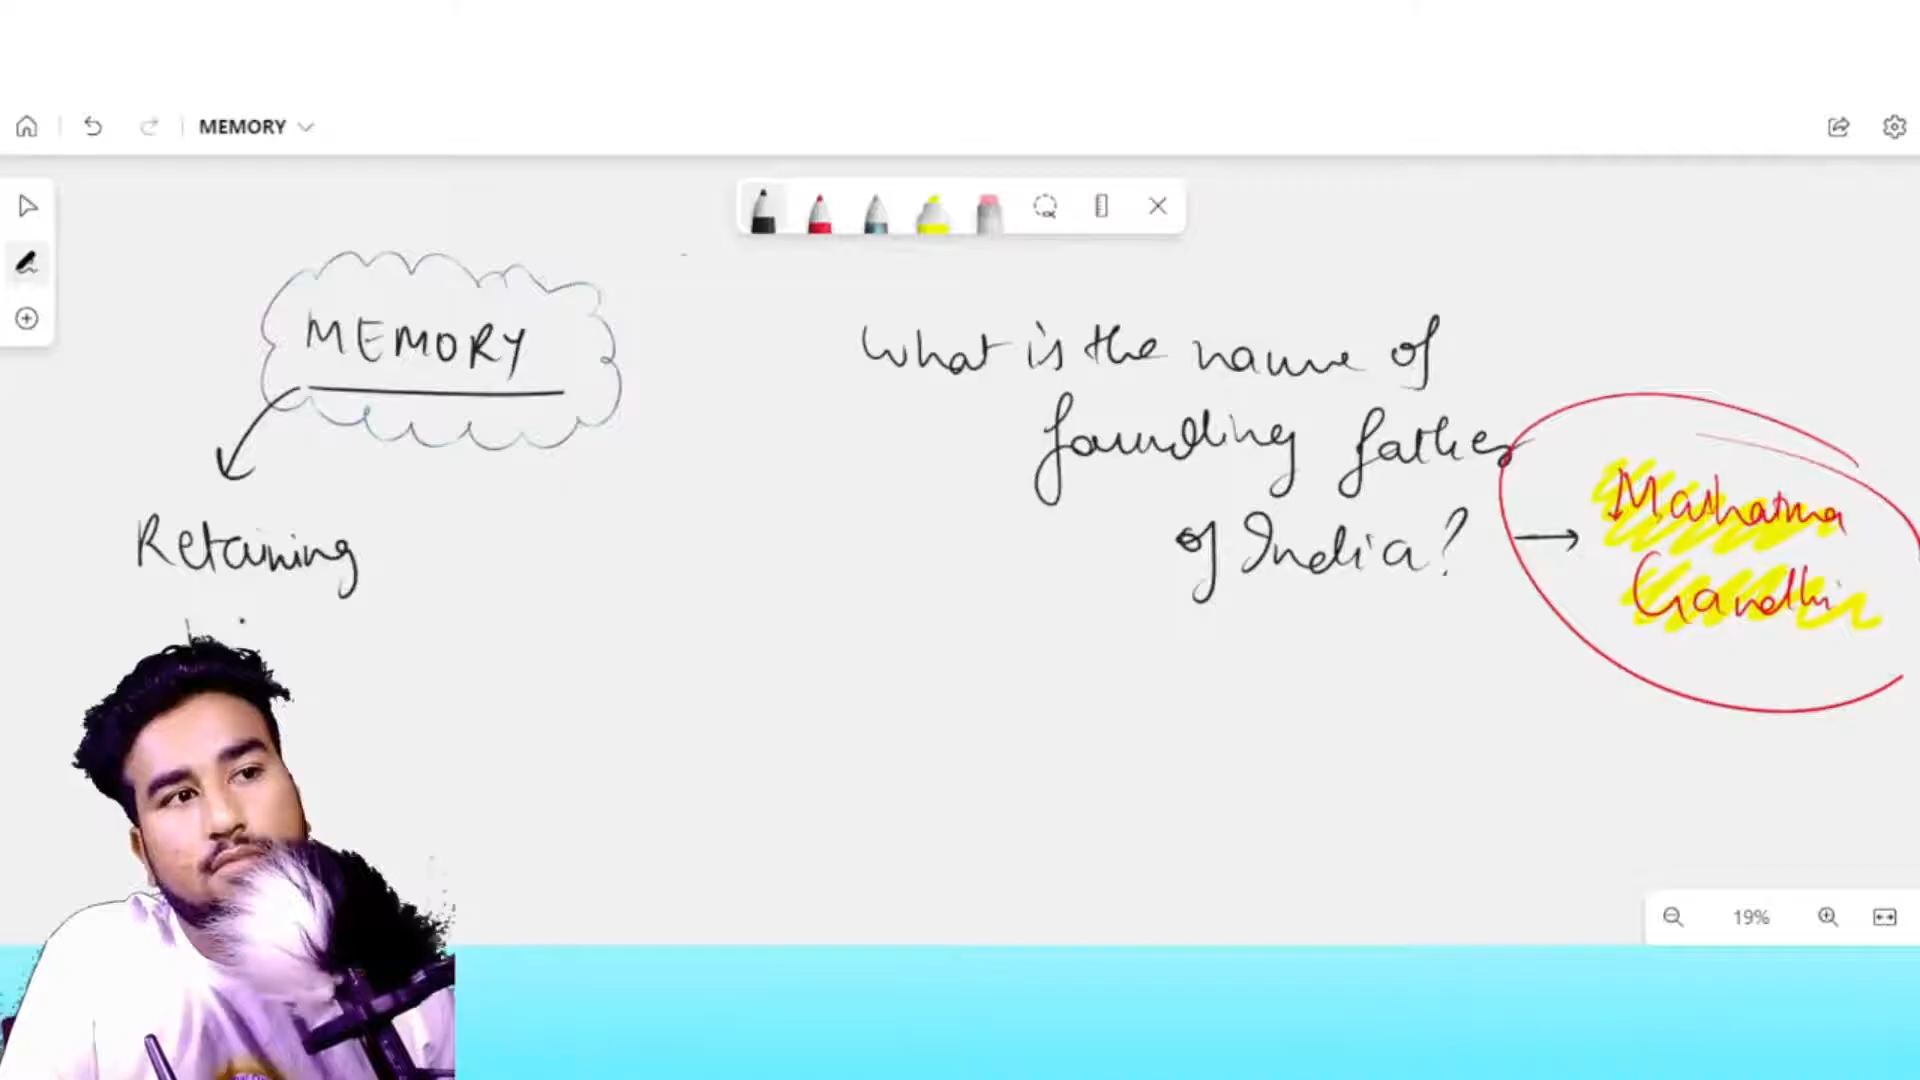 MEMORY
MEMORY
Retaining
What is the name of
founding father
of India?
Mahatma
Gandhi
19%